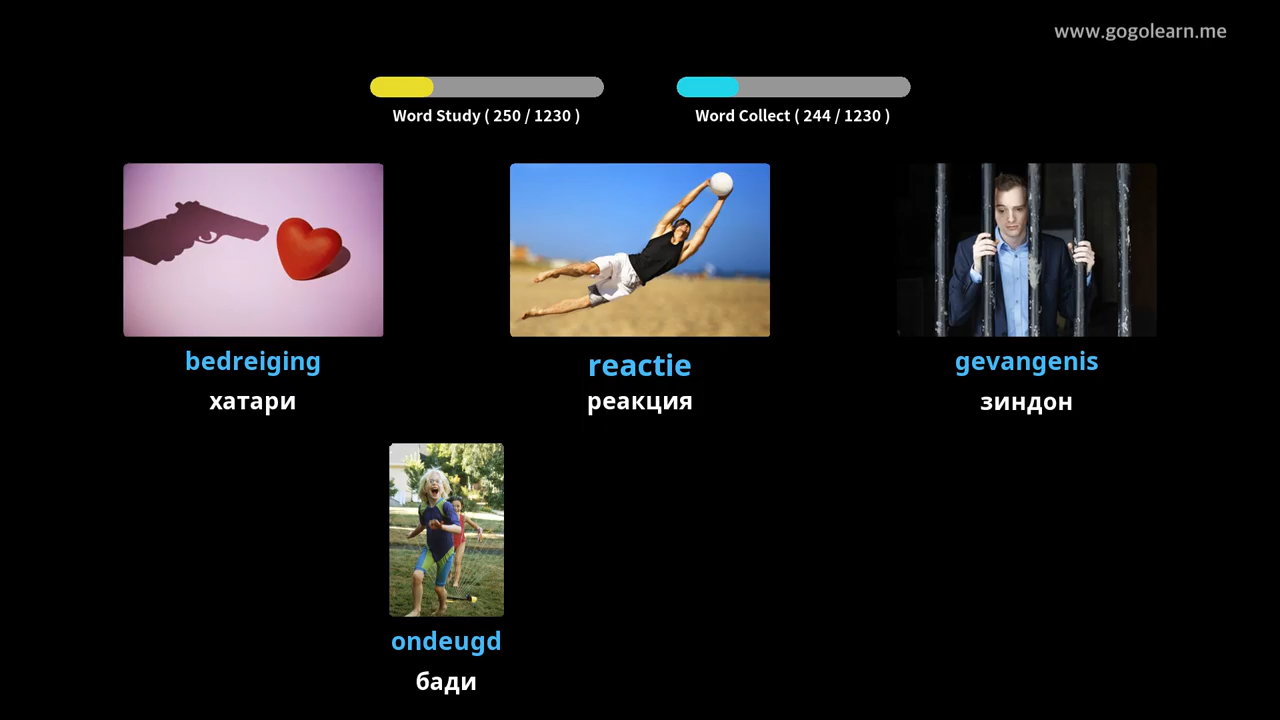 www.gogolearn.me
Word Study ( 250 / 1230 )
Word Collect ( 244 / 1230 )
bedreiging
хатари
reactie
реакция
gevangenis
зиндон
ondeugd
бади